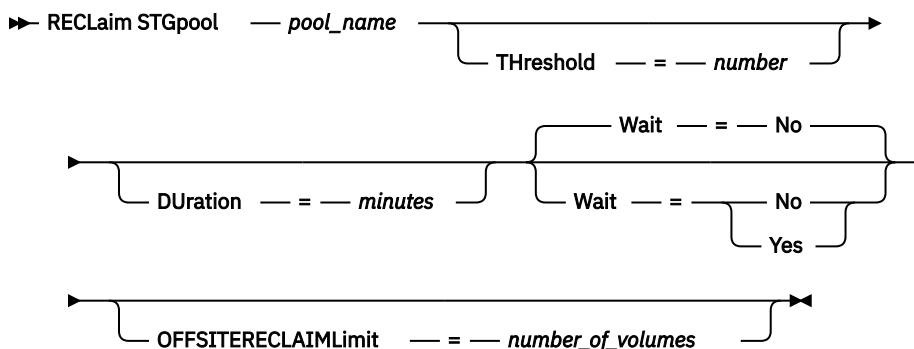 RECLaim STGpool pool_name
THreshold = number
Wait = No
DUration = minutes Wait = No
Yes
OFFSITERECLAIMLimit = number_of_volumes